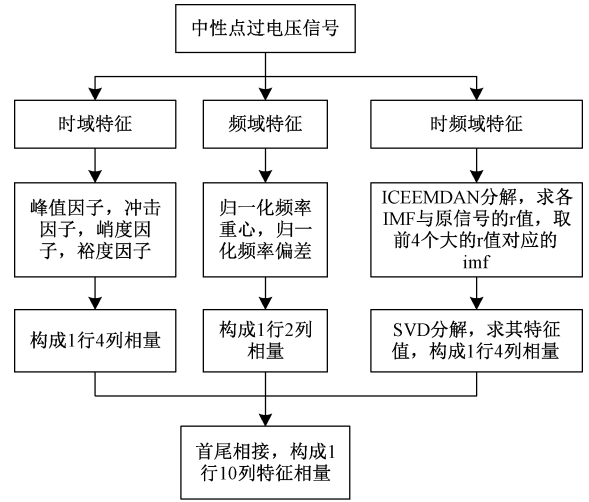 中性点过电压信号
时域特征
频域特征
时频域特征
峰值因子，冲击
因子，峭度因
子，裕度因子
归一化频率
重心，归一
化频率偏差
ICEEMDAN分解，求各
IMF与原信号的r值，取
前4个大的r值对应的
imf
构成1行4列相量
构成1行2列
相量
SVD分解，求其特征
值，构成1行4列相量
首尾相接，构成1
行10列特征相量